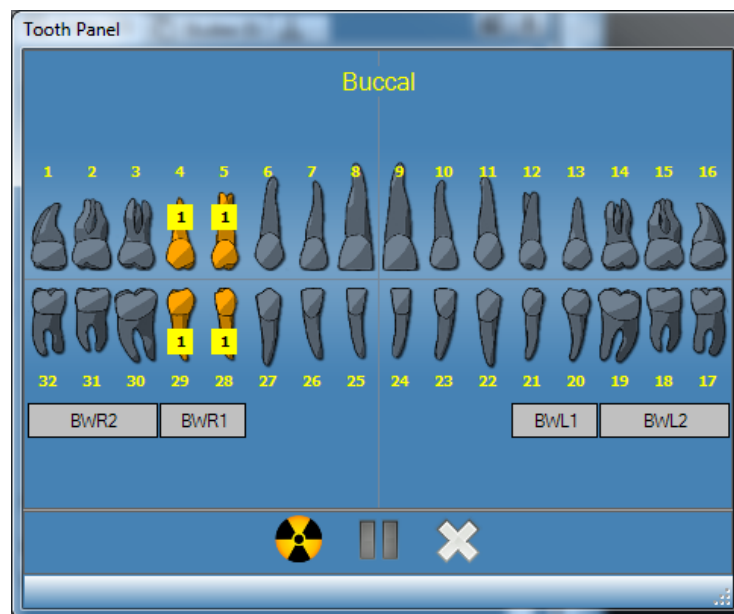 Tooth Panel
Buccal
1 2 3 4 5 6 7 8 9 10 11 12 13 14 15 16
1 1
1 1
32 31 30 29 28 27 26 25 24 23 22 21 20 19 18 17
BWR2 BWR1 BWL1 BWL2